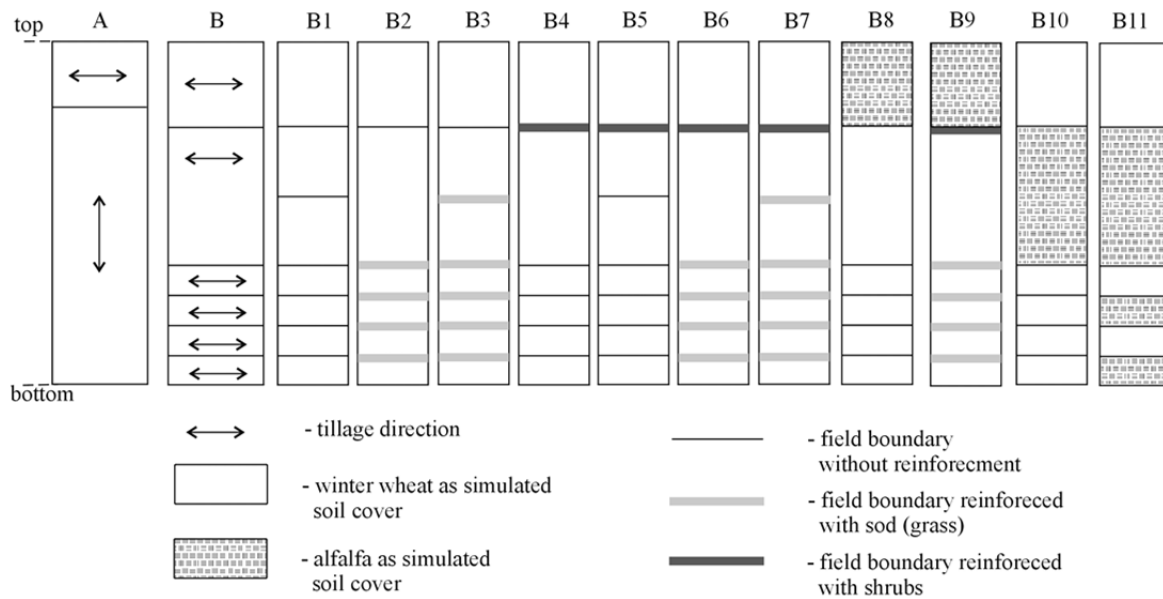 top
A B B1 B2 B3 B4 B5 B6 B7 B8 B9 B10 B11
bottom
- tillage direction
- winter wheat as simulated
soil cover
- alfalfa as simulated
soil cover
- field boundary
without reinforecment
- field boundary reinforeced
with sod (grass)
- field boundary reinforeced
with shrubs